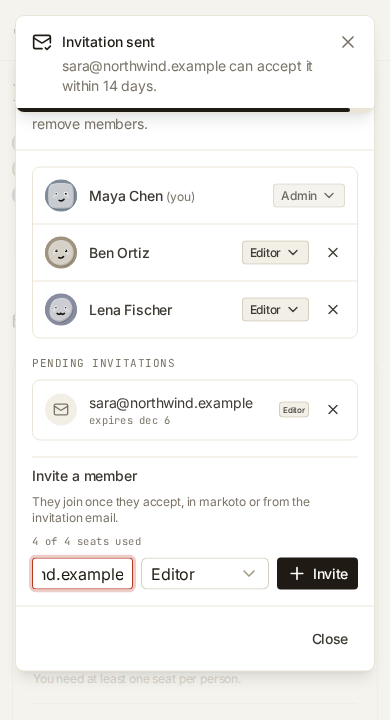 Invitation sent
sara@northwind.example can accept it
within 14 days.
remove members.
Maya Chen (you)
Admin
Ben Ortiz
Editor
Lena Fischer
Editor
PENDING INVITATIONS
sara@northwind.example
Editor
expires dec 6
Invite a member
They join once they accept, in markoto or from the
invitation email.
4 of 4 seats used
nd.example
Editor
Invite
Close
You need at least one seat per person.